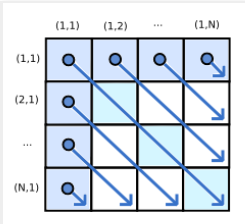 (1,1) (1,2) ... (1,N)
(1,1)
(2,1)
...
(N,1)